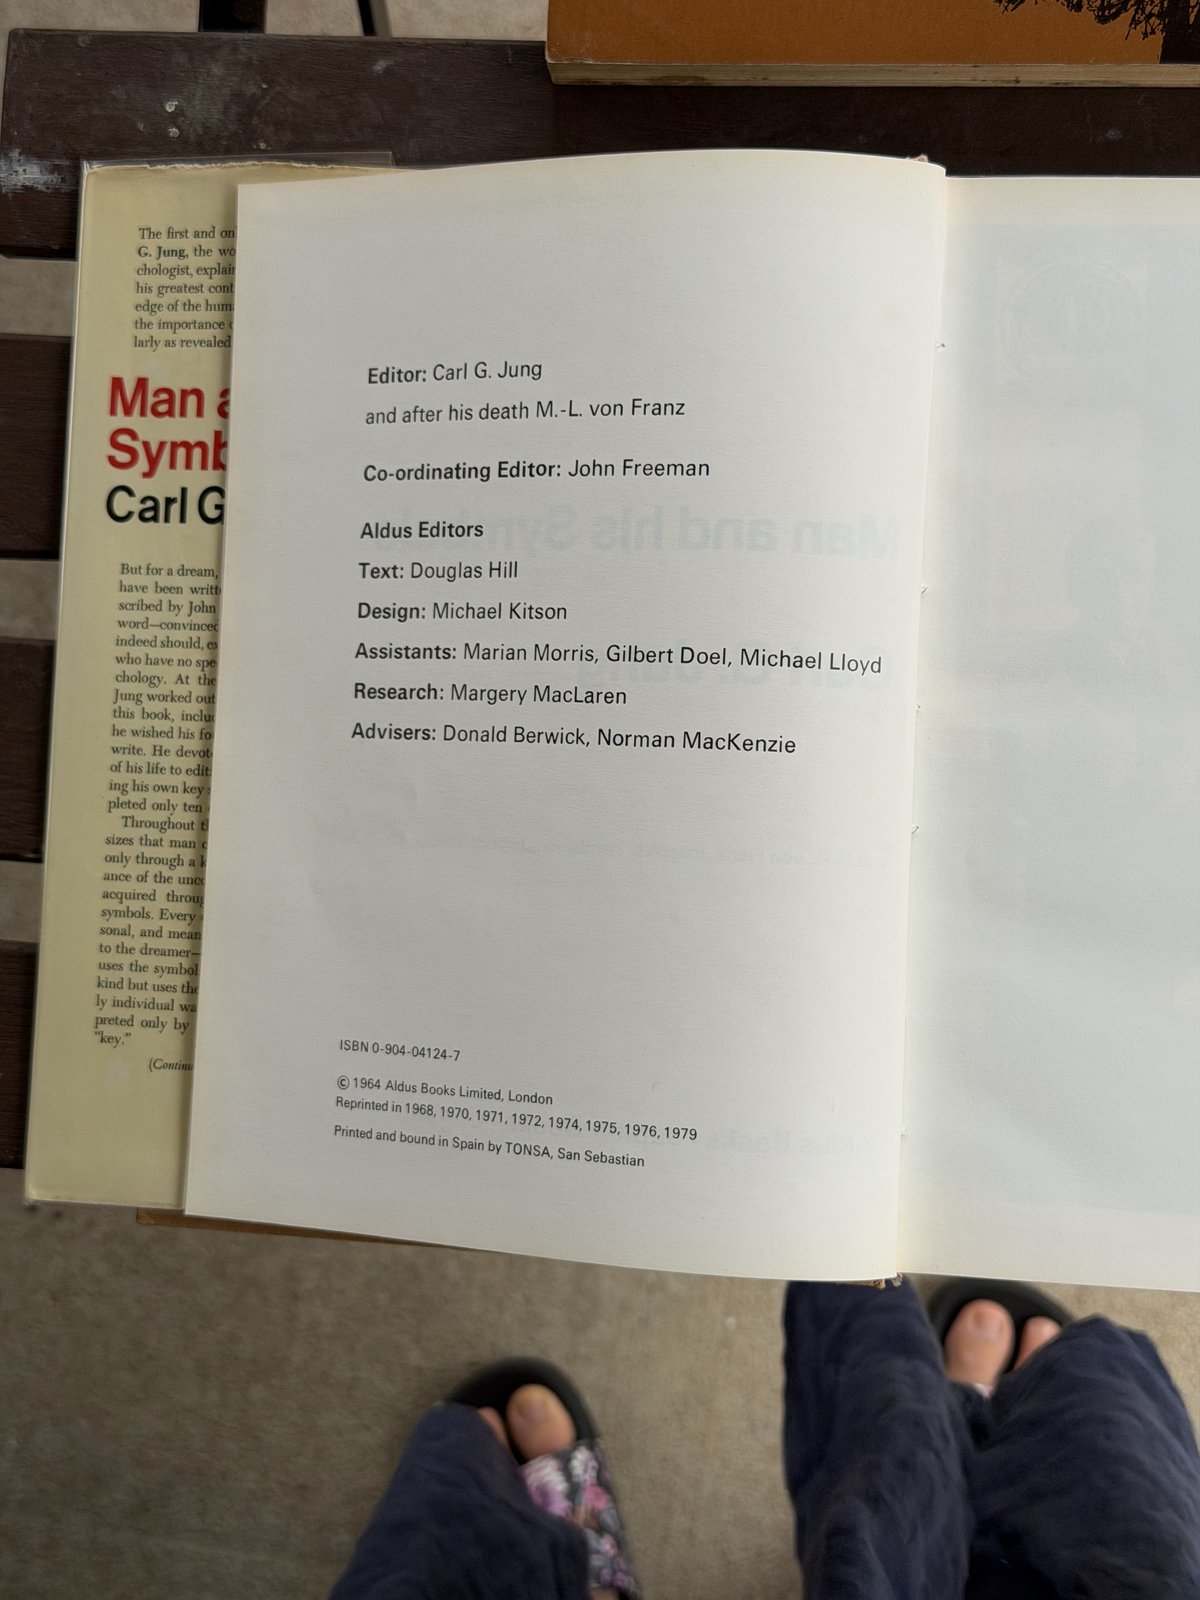 The first and on
G. Jung, the wo
chologist, explain
his greatest cont
edge of the hum
the importance
larly as revealed
Man a
Symb
Carl G
But for a dream,
have been writt
scribed by John
word—convinced
indeed should, ex
who have no spe
chology. At the
Jung worked out
this book, includ
he wished his fo
write. He devot
of his life to edit
ing his own key
pleted only ten
Throughout t
sizes that man c
only through a k
ance of the unc
acquired throug
symbols. Every
sonal, and mean
to the dreamer—
uses the symbol
kind but uses the
ly individual wa
preted only by
"key."
(Contin
Editor: Carl G. Jung
and after his death M.-L. von Franz
Co-ordinating Editor: John Freeman
Aldus Editors
Text: Douglas Hill
Design: Michael Kitson
Assistants: Marian Morris, Gilbert Doel, Michael Lloyd
Research: Margery MacLaren
Advisers: Donald Berwick, Norman MacKenzie
ISBN 0-904-04124-7
© 1964 Aldus Books Limited, London
Reprinted in 1968, 1970, 1971, 1972, 1974, 1975, 1976, 1979
Printed and bound in Spain by TONSA, San Sebastian